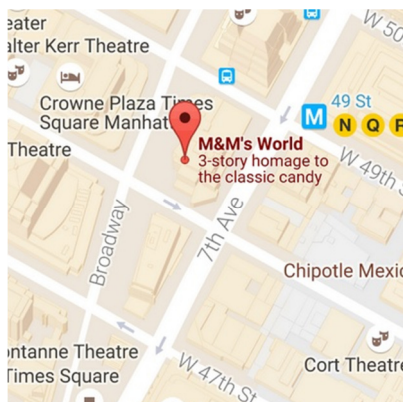 eater
alter Kerr Theatre
W 50
Crowne Plaza Times
Square Manhat
49 St
M
N Q
M&M's World
3-story homage to
the classic candy
Theatre
W 49th
Broadway
7th Ave
Chipotle Mexic
ontanne Theatre
Times Square
W 47th St
Cort Theatre